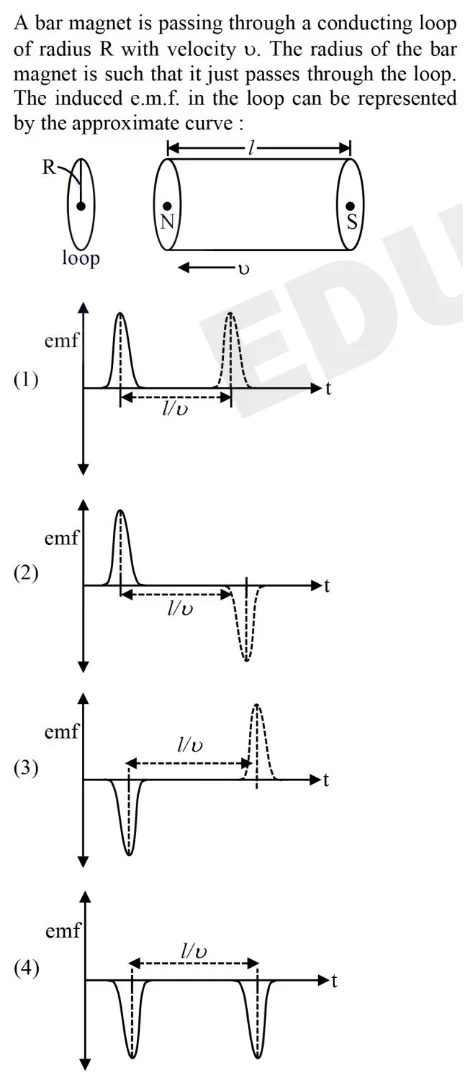 A bar magnet is passing through a conducting loop
of radius R with velocity υ. The radius of the bar
magnet is such that it just passes through the loop.
The induced e.m.f. in the loop can be represented
by the approximate curve :
l
R
N
S
loop
υ
EDU
emf
(1)
t
l/υ
emf
(2)
t
l/υ
emf
l/υ
(3)
t
emf
l/υ
(4)
t